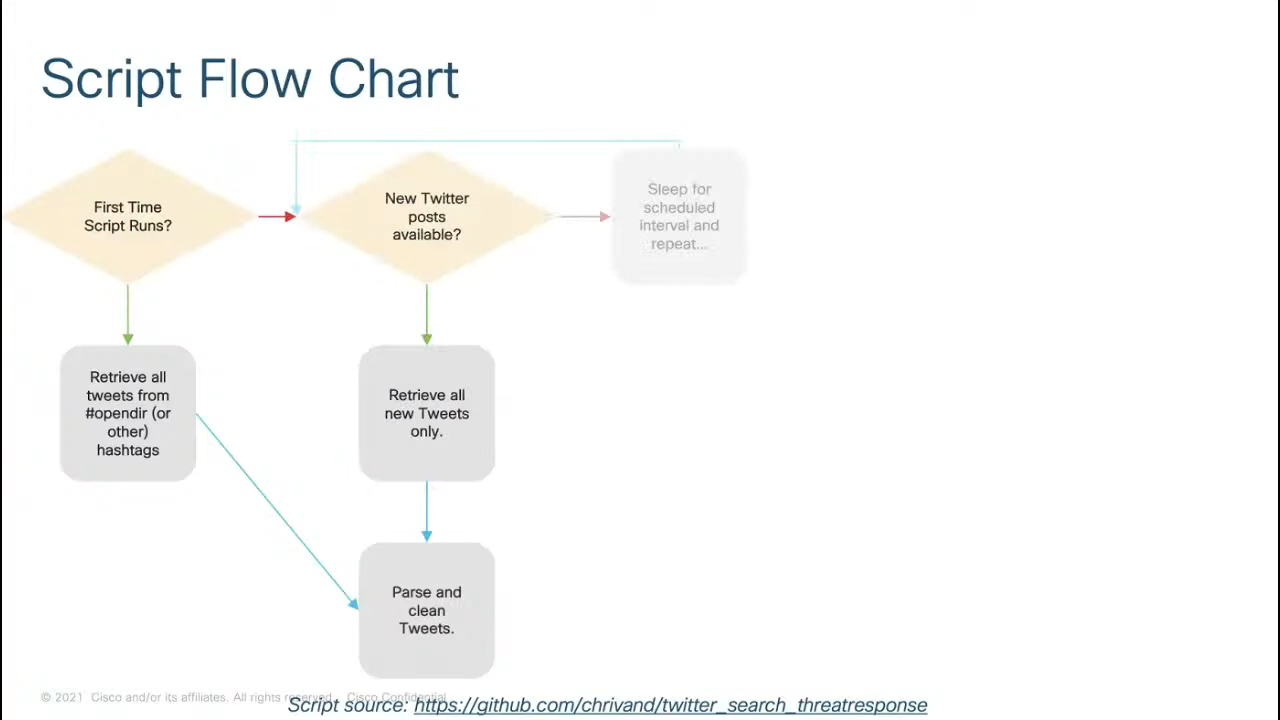 Script Flow Chart
First Time
Script Runs?
New Twitter
posts
available?
Sleep for
scheduled
interval and
repeat...
Retrieve all
tweets from
#opendir (or
other)
hashtags
Retrieve all
new Tweets
only.
Parse and
clean
Tweets.
© 2021 Cisco and/or its affiliates. All rights reserved. Cisco Confidential
Script source: https://github.com/chrivand/twitter_search_threatresponse